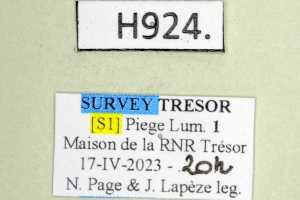 H924.
SURVEY TRESOR
[S1] Piege Lum. 1
Maison de la RNR Trésor
17-IV-2023 - 20h
N. Page & J. Lapèze leg.